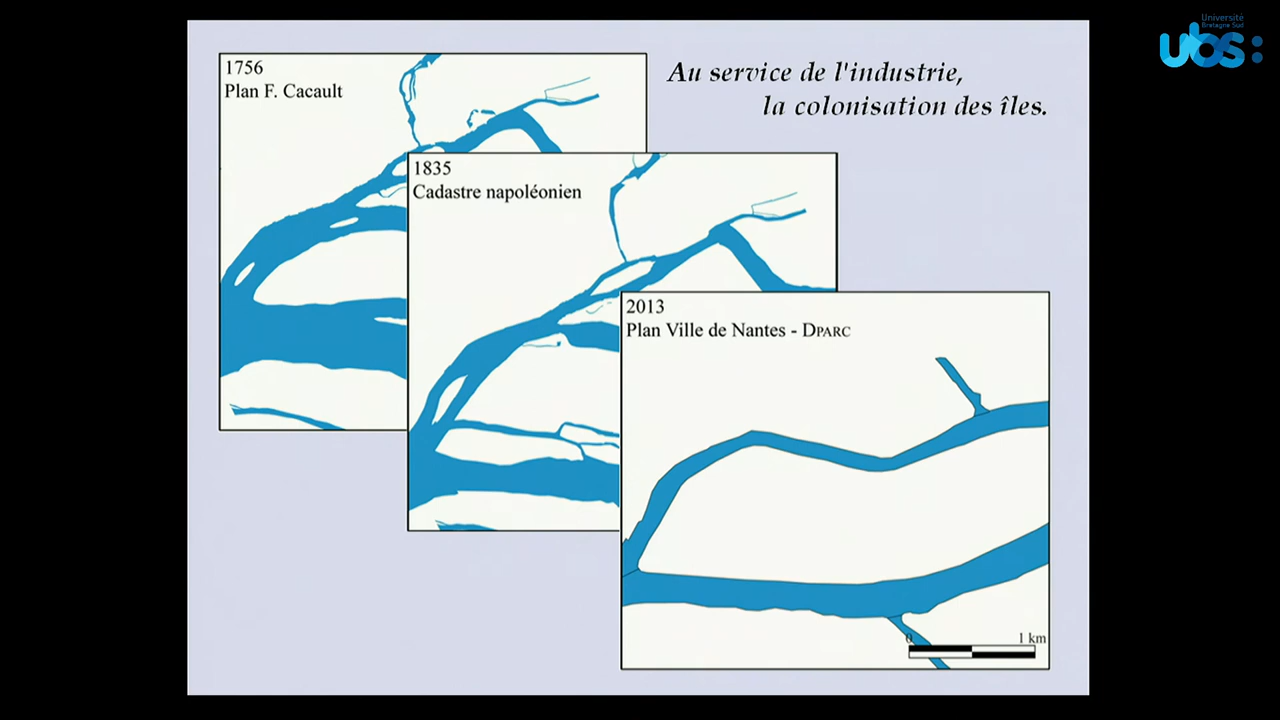 Université
Bretagne Sud
ubs:
Au service de l'industrie,
la colonisation des îles.
1756
Plan F. Cacault
1835
Cadastre napoléonien
2013
Plan Ville de Nantes - DPARC
0 1 km